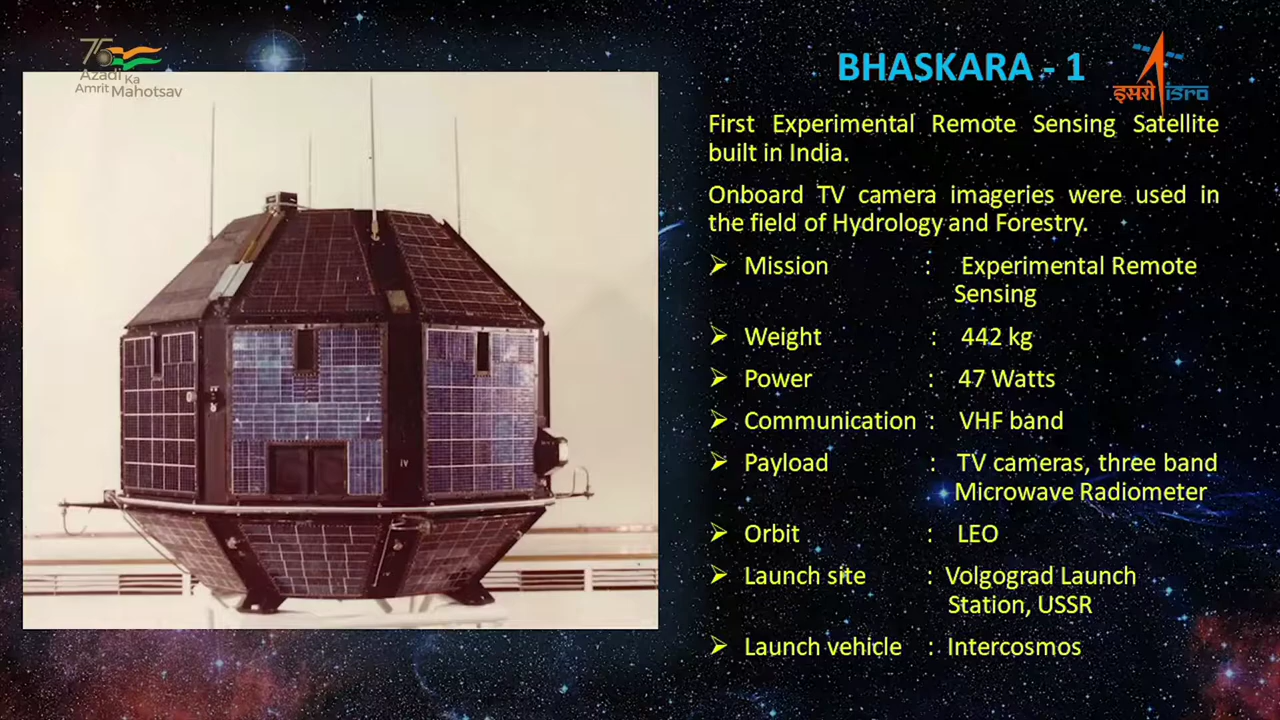 75
Azadi Ka
Amrit Mahotsav
BHASKARA - 1
इसरो isro
First Experimental Remote Sensing Satellite
built in India.
Onboard TV camera imageries were used in
the field of Hydrology and Forestry.
Mission : Experimental Remote
Sensing
Weight : 442 kg
Power : 47 Watts
Communication : VHF band
Payload : TV cameras, three band
Microwave Radiometer
Orbit : LEO
Launch site : Volgograd Launch
Station, USSR
Launch vehicle : Intercosmos
IV